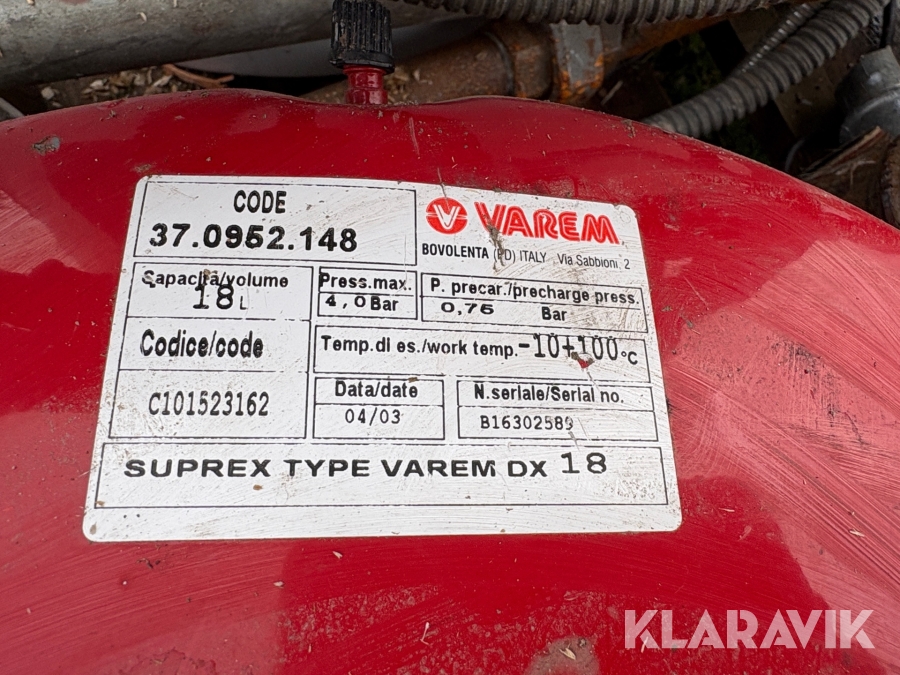 CODE
37.0952.148
VAREM
BOVOLENTA (PD) ITALY Via Sabbioni, 2
Sapacità/volume
18 L
Press.max.
4,0 Bar
P. precar./precharge press.
0,75 Bar
Codice/code
C101523162
Temp.di es./work temp. -10+100 °C
Data/date
04/03
N.seriale/Serial no.
B16302589
SUPREX TYPE VAREM DX 18
KLARAVIK